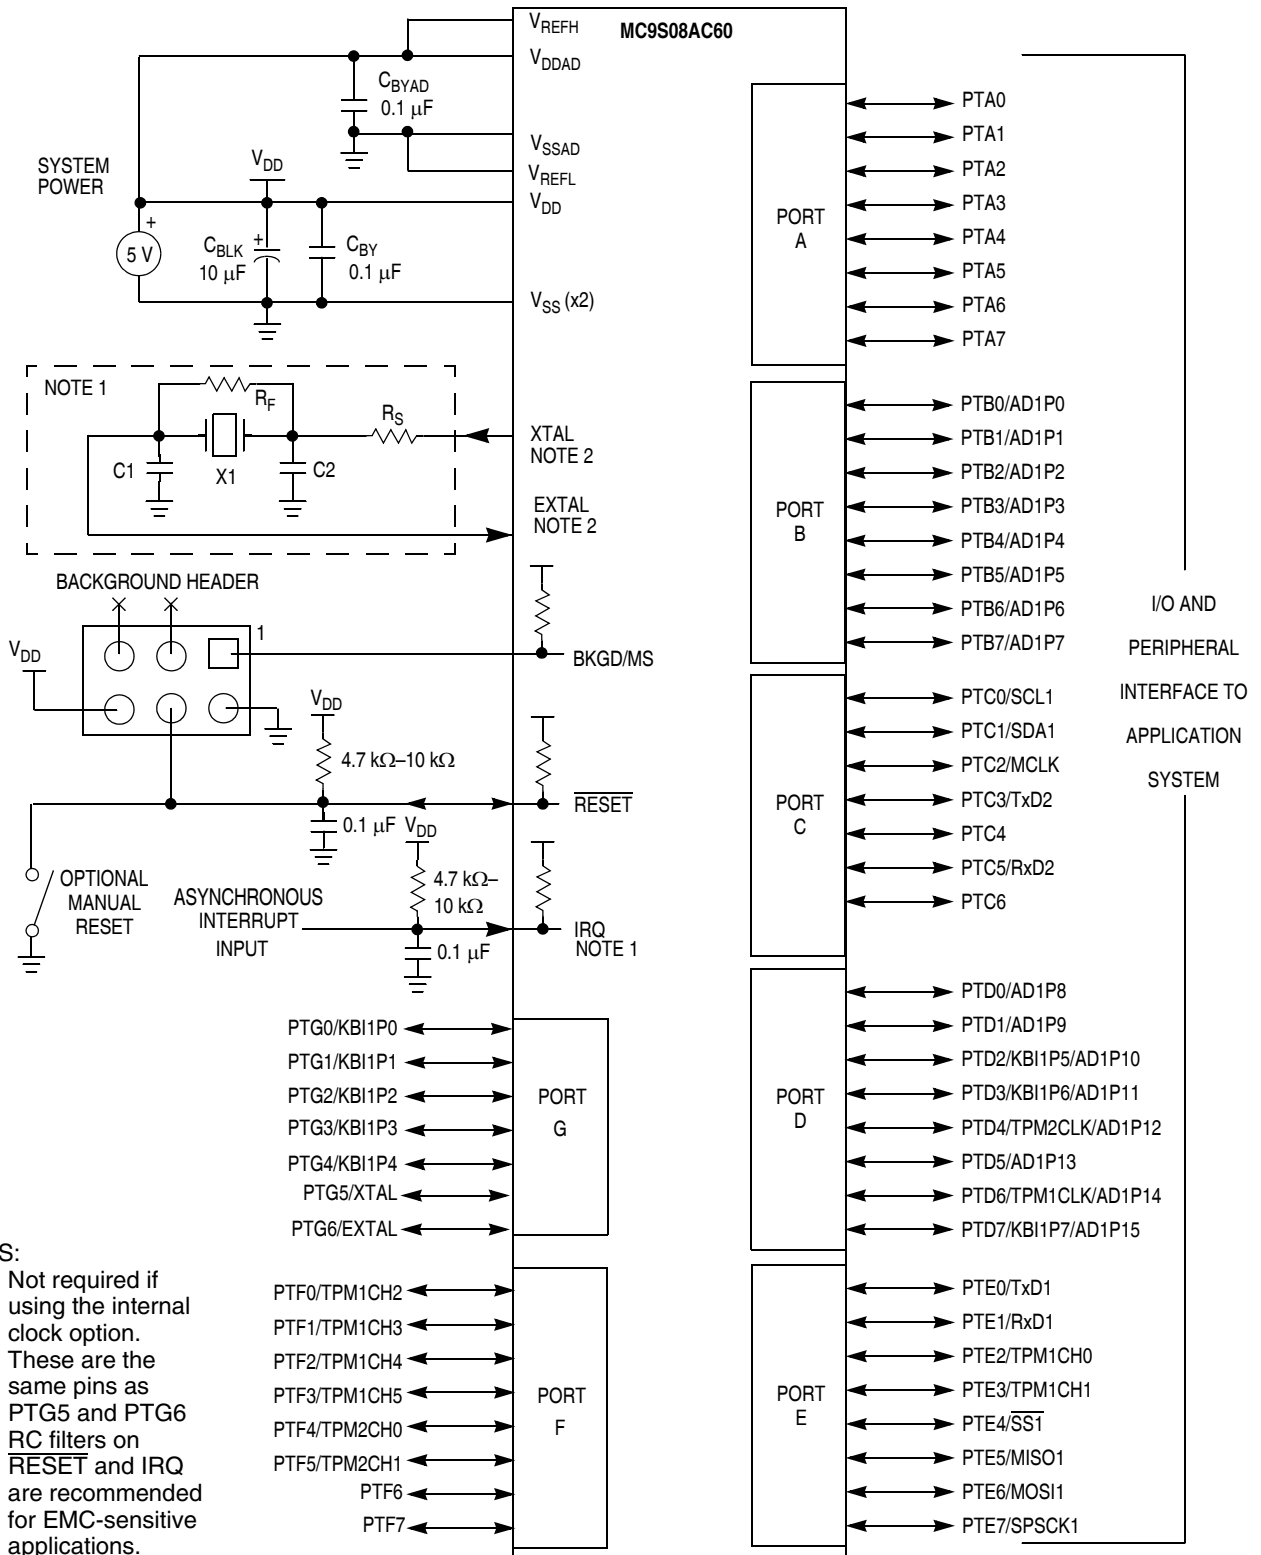 MC9S08AC60
VREFH
VDDAD
CBYAD
0.1 µF
VSSAD
VREFL
SYSTEM
POWER
VDD
VDD
+
5 V
CBLK
+
10 µF
CBY
0.1 µF
VSS (x2)
NOTE 1
RF
RS
C1
X1
C2
XTAL
NOTE 2
EXTAL
NOTE 2
BACKGROUND HEADER
1
VDD
BKGD/MS
VDD
4.7 kΩ–10 kΩ
RESET
0.1 µF
VDD
OPTIONAL
MANUAL
RESET
4.7 kΩ–
10 kΩ
ASYNCHRONOUS
INTERRUPT
INPUT
IRQ
NOTE 1
0.1 µF
PTG0/KBI1P0
PTG1/KBI1P1
PTG2/KBI1P2
PTG3/KBI1P3
PTG4/KBI1P4
PTG5/XTAL
PTG6/EXTAL
PORT
G
PTF0/TPM1CH2
PTF1/TPM1CH3
PTF2/TPM1CH4
PTF3/TPM1CH5
PTF4/TPM2CH0
PTF5/TPM2CH1
PTF6
PTF7
PORT
F
S:
Not required if
using the internal
clock option.
These are the
same pins as
PTG5 and PTG6
RC filters on
RESET and IRQ
are recommended
for EMC-sensitive
applications.
PORT
A
PTA0
PTA1
PTA2
PTA3
PTA4
PTA5
PTA6
PTA7
PORT
B
PTB0/AD1P0
PTB1/AD1P1
PTB2/AD1P2
PTB3/AD1P3
PTB4/AD1P4
PTB5/AD1P5
PTB6/AD1P6
PTB7/AD1P7
PORT
C
PTC0/SCL1
PTC1/SDA1
PTC2/MCLK
PTC3/TxD2
PTC4
PTC5/RxD2
PTC6
PORT
D
PTD0/AD1P8
PTD1/AD1P9
PTD2/KBI1P5/AD1P10
PTD3/KBI1P6/AD1P11
PTD4/TPM2CLK/AD1P12
PTD5/AD1P13
PTD6/TPM1CLK/AD1P14
PTD7/KBI1P7/AD1P15
PORT
E
PTE0/TxD1
PTE1/RxD1
PTE2/TPM1CH0
PTE3/TPM1CH1
PTE4/SS1
PTE5/MISO1
PTE6/MOSI1
PTE7/SPSCK1
I/O AND
PERIPHERAL
INTERFACE TO
APPLICATION
SYSTEM